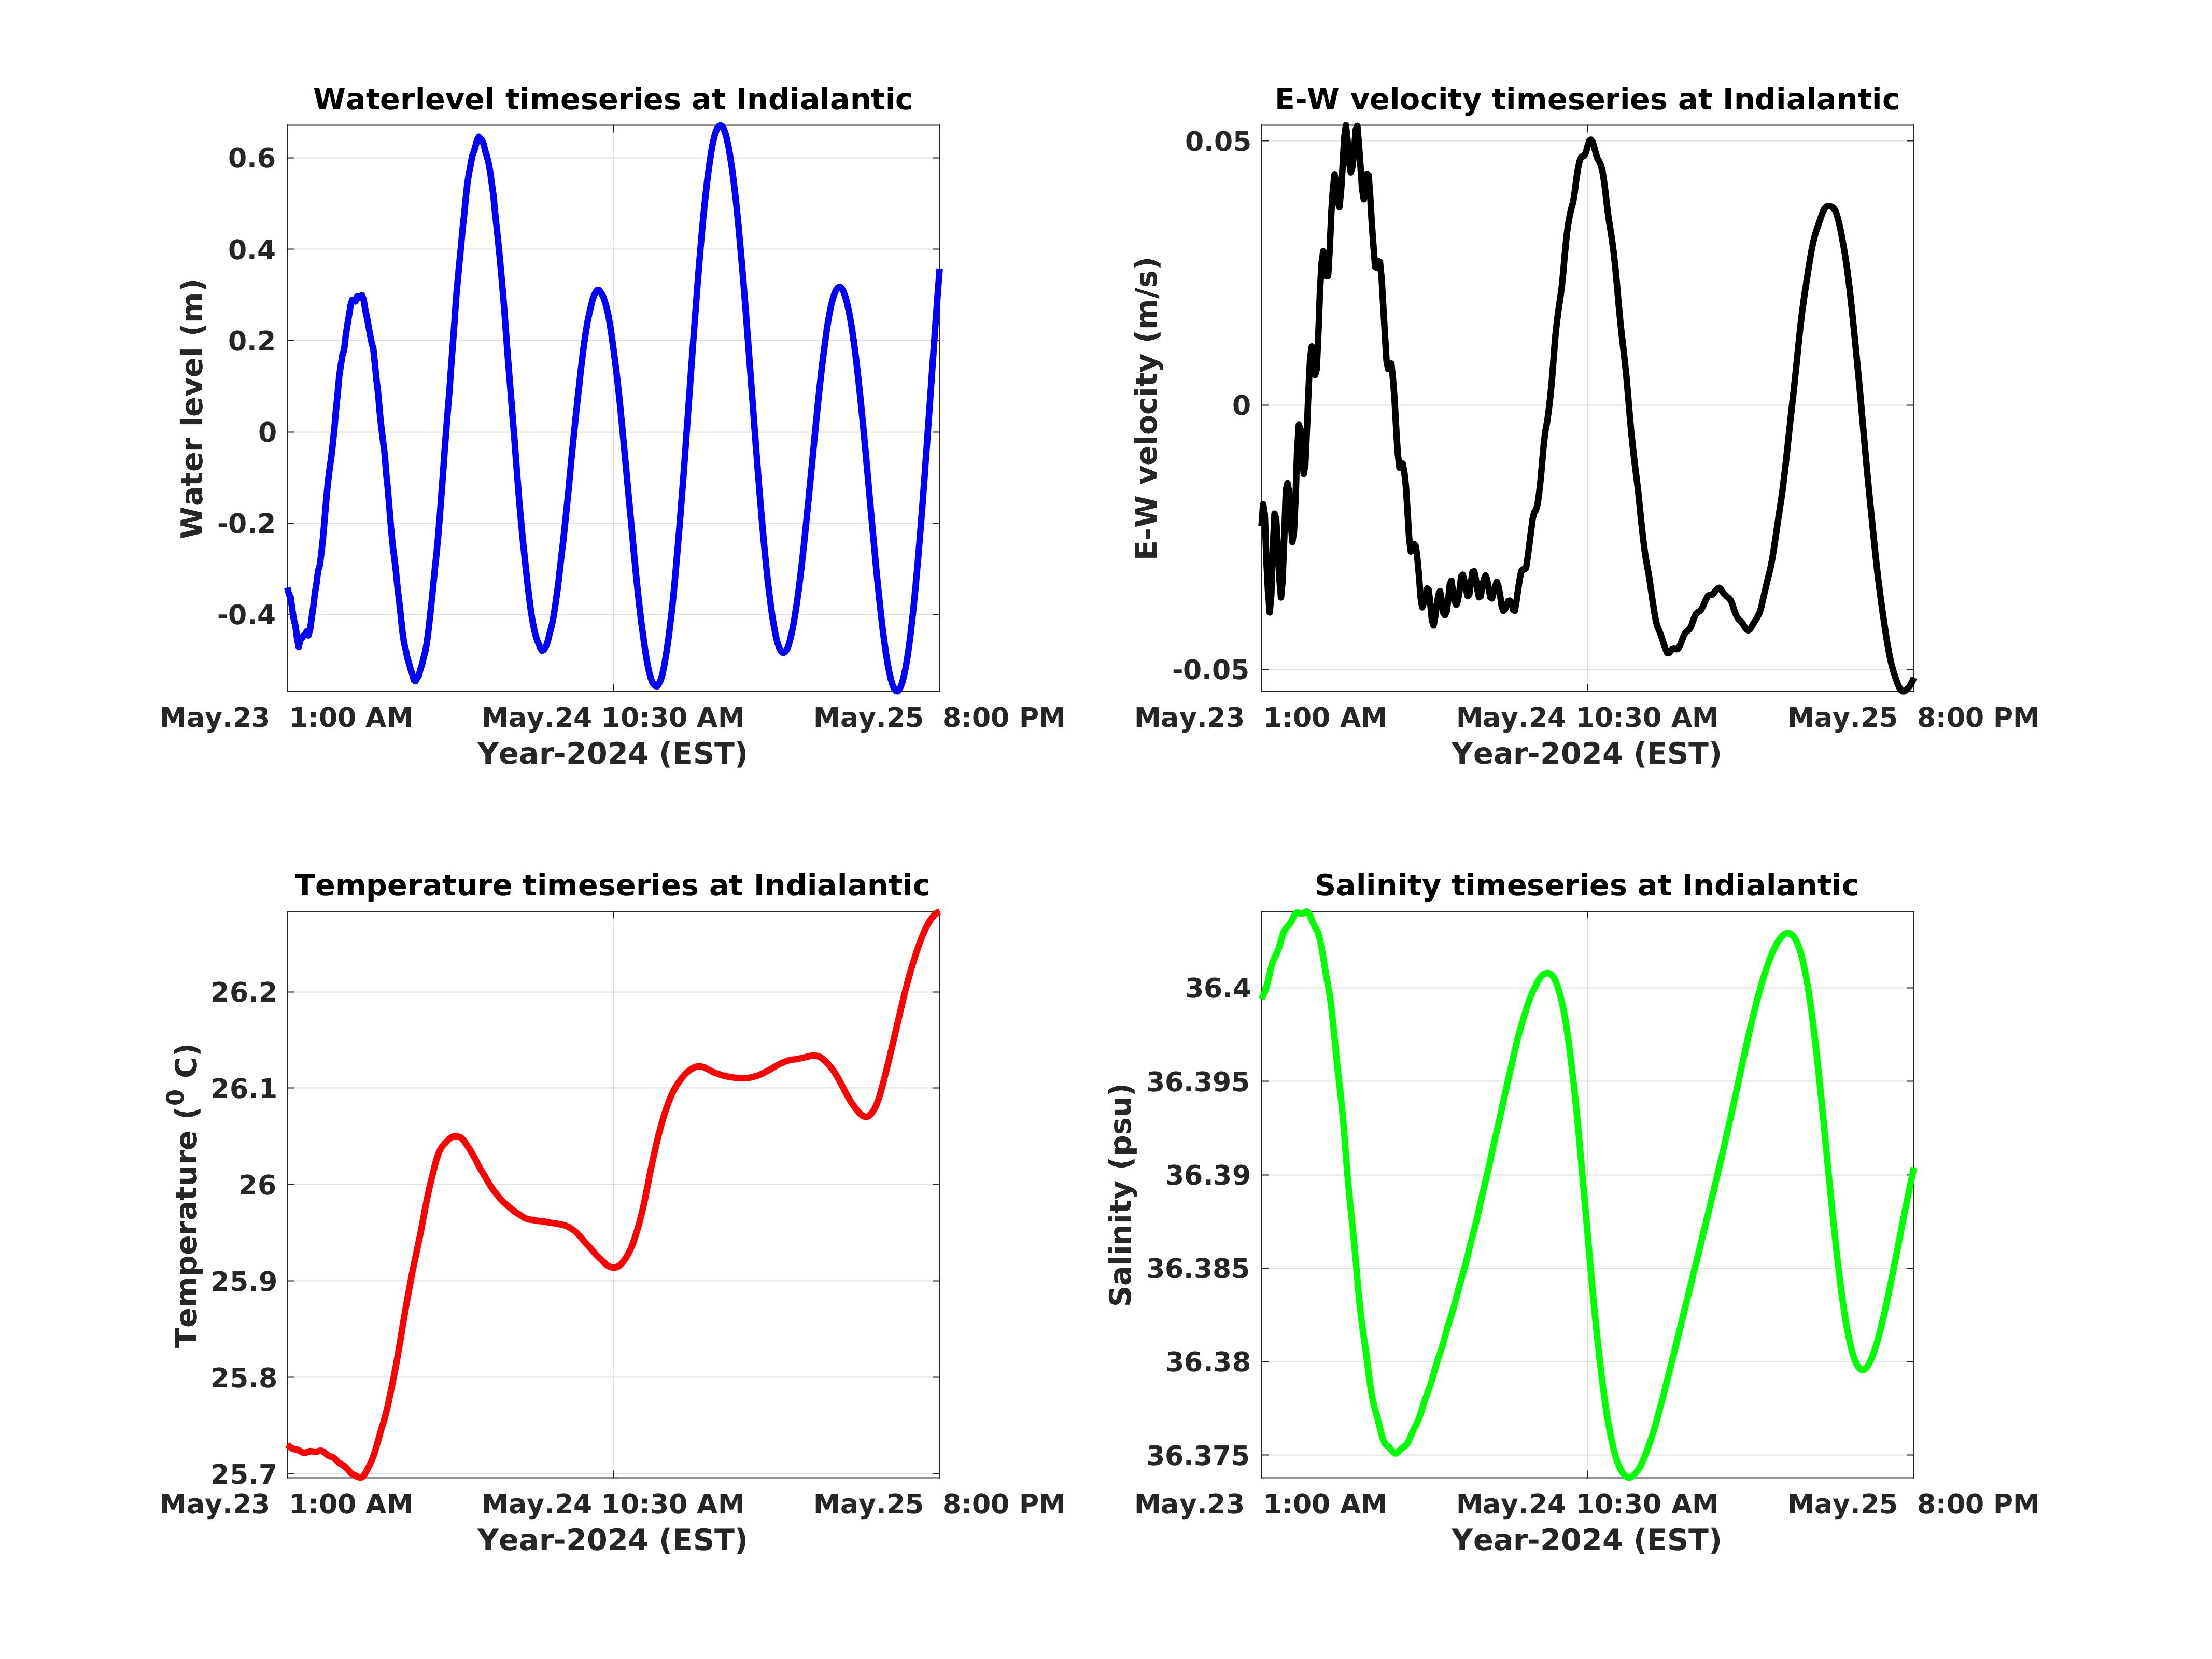 Waterlevel timeseries at Indialantic
Water level (m)
0.6
0.4
0.2
0
-0.2
-0.4
May.23 1:00 AM May.24 10:30 AM May.25 8:00 PM
Year-2024 (EST)
E-W velocity timeseries at Indialantic
E-W velocity (m/s)
0.05
0
-0.05
May.23 1:00 AM May.24 10:30 AM May.25 8:00 PM
Year-2024 (EST)
Temperature timeseries at Indialantic
Temperature (⁰ C)
26.2
26.1
26
25.9
25.8
25.7
May.23 1:00 AM May.24 10:30 AM May.25 8:00 PM
Year-2024 (EST)
Salinity timeseries at Indialantic
Salinity (psu)
36.4
36.395
36.39
36.385
36.38
36.375
May.23 1:00 AM May.24 10:30 AM May.25 8:00 PM
Year-2024 (EST)